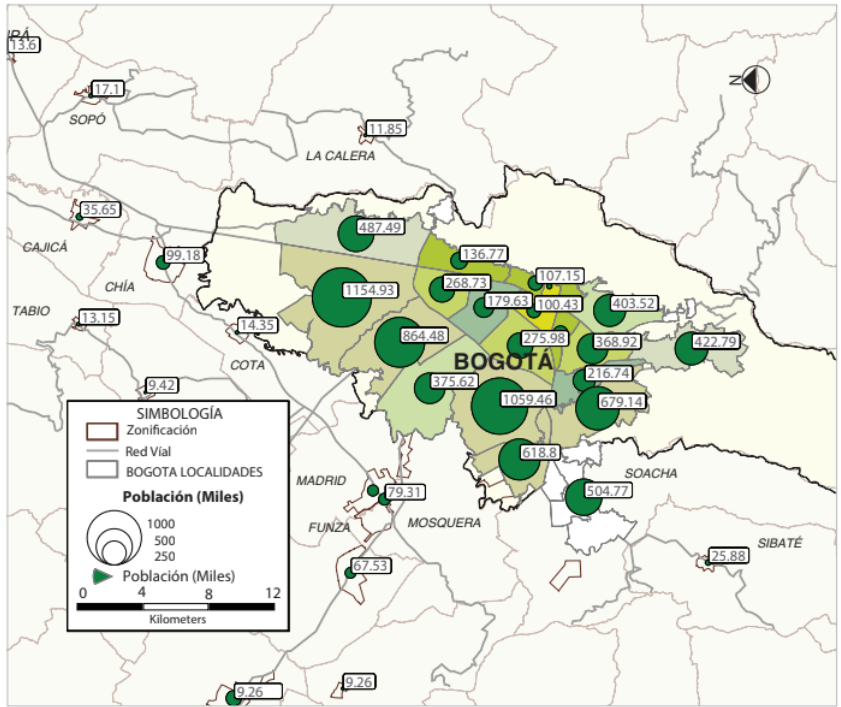 IPÁ
13.6
17.1
SOPÓ
11.85
LA CALERA
N
35.65
CAJICÁ
99.18
CHÍA
487.49
136.77
107.15
1154.93
268.73
179.63
100.43
403.52
TABIO
13.15
14.35
COTA
864.48
275.98
368.92
422.79
BOGOTÁ
9.42
375.62
216.74
1059.46
679.14
618.8
SOACHA
504.77
MADRID
79.31
FUNZA
MOSQUERA
SIBATÉ
25.88
67.53
9.26
9.26
SIMBOLOGÍA
Zonificación
Red Víal
BOGOTA LOCALIDADES
Población (Miles)
1000
500
250
Población (Miles)
0 4 8 12
Kilometers